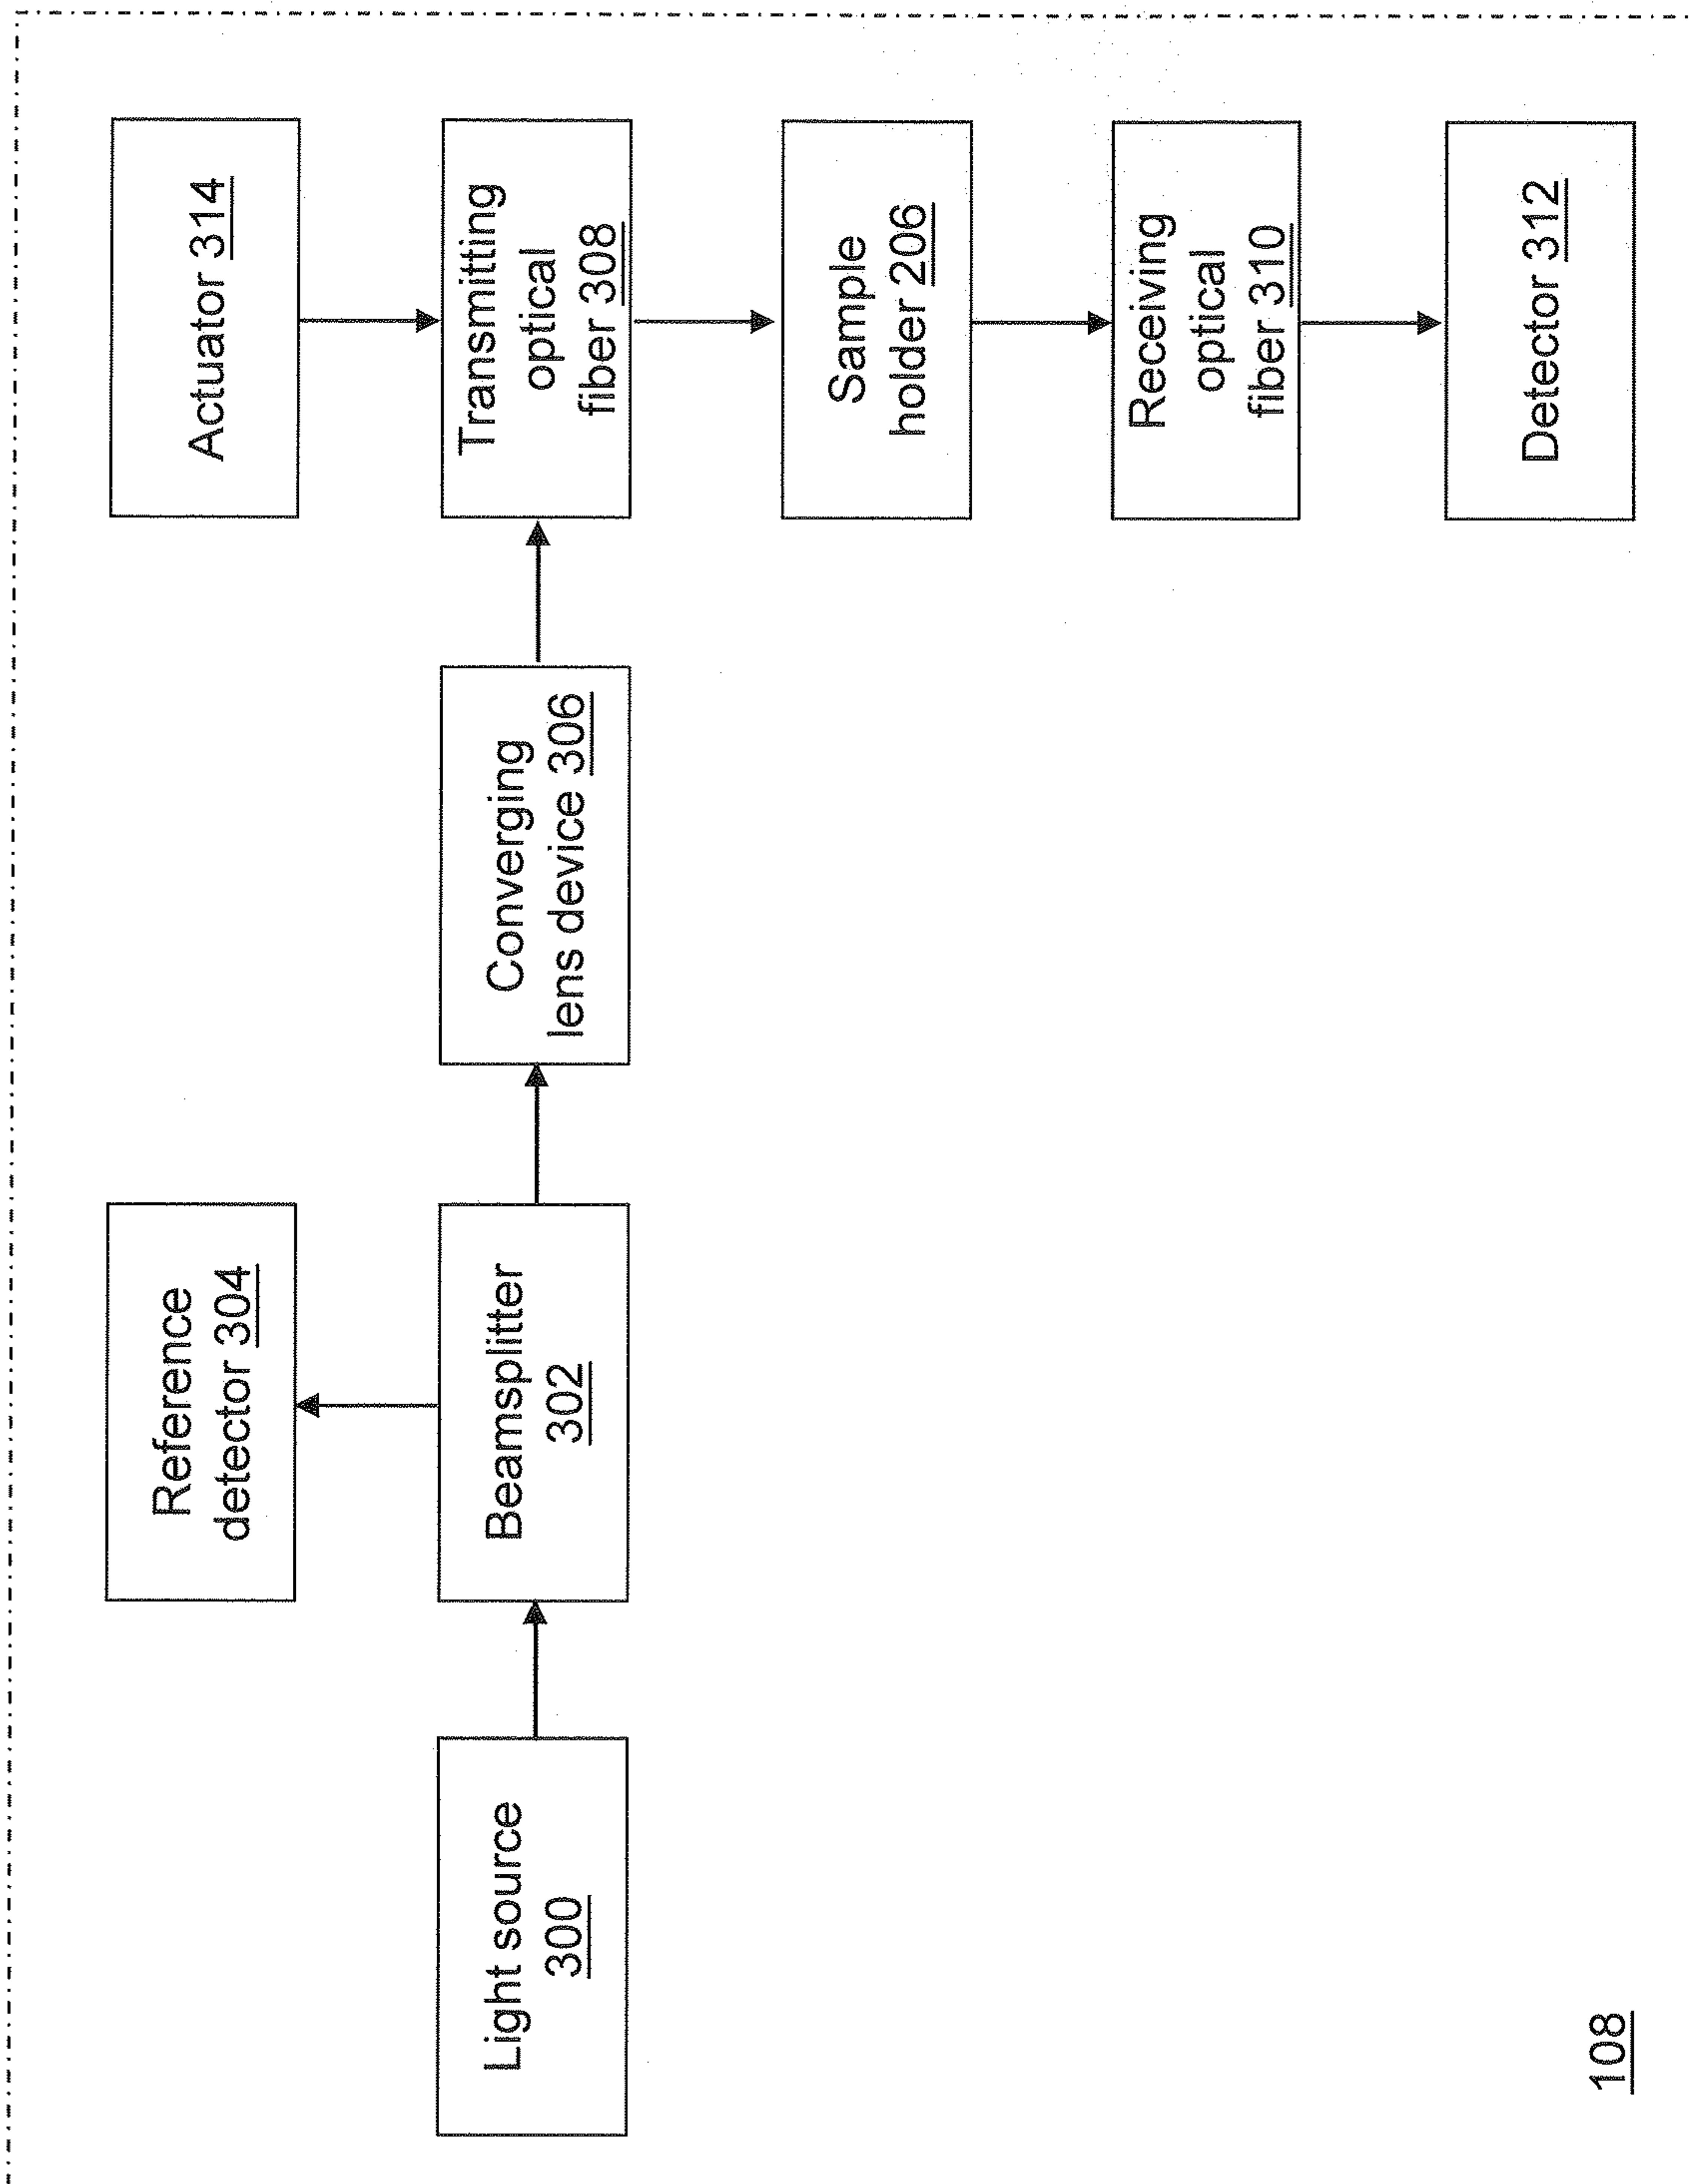 Reference
detector 304
Actuator 314
Light source
300
Beamsplitter
302
Converging
lens device 306
Transmitting
optical
fiber 308
Sample
holder 206
Receiving
optical
fiber 310
Detector 312
108